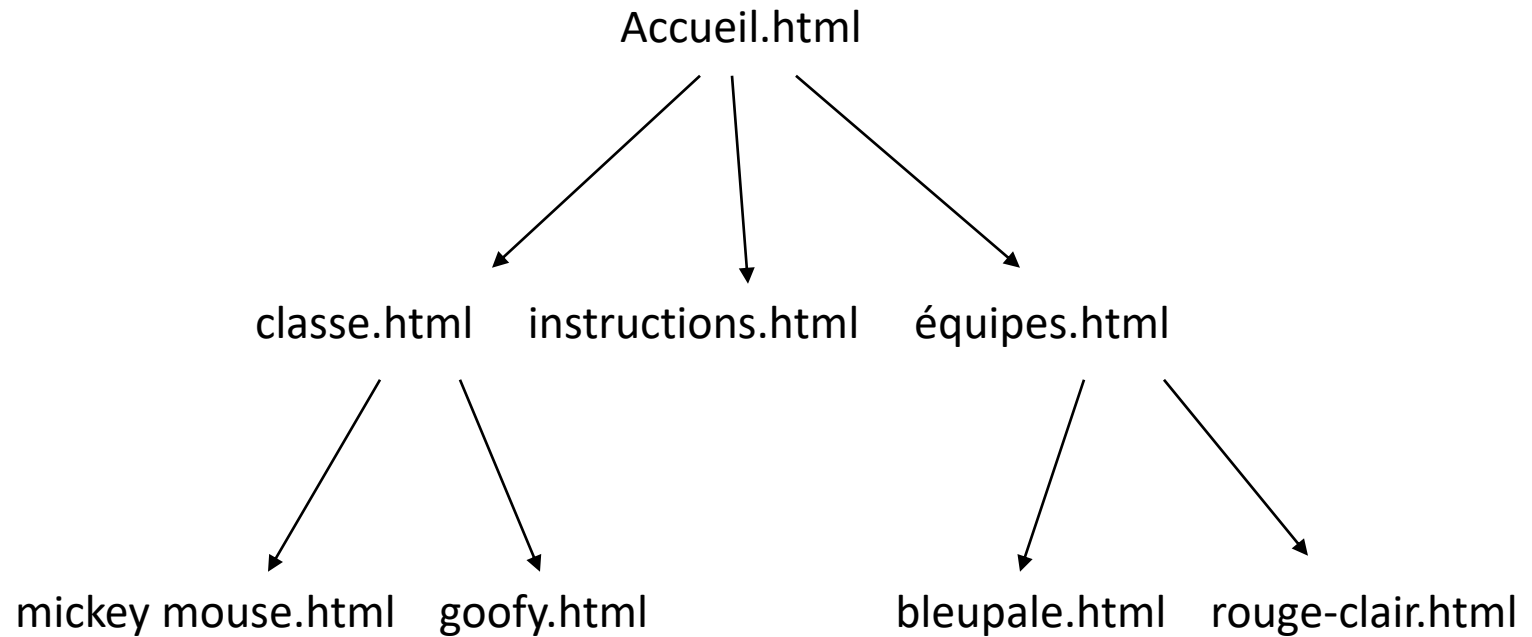 Accueil.html
classe.html instructions.html équipes.html
mickey mouse.html goofy.html bleupale.html rouge-clair.html